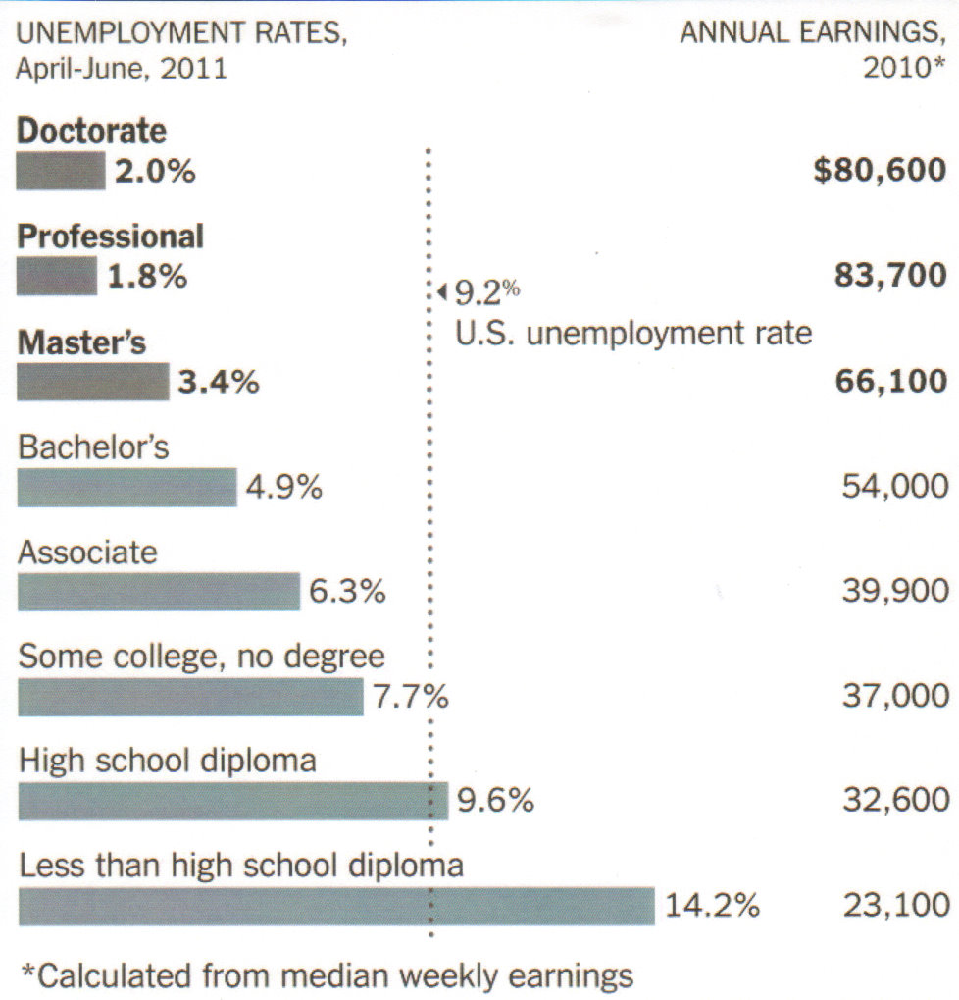 UNEMPLOYMENT RATES,
April-June, 2011
ANNUAL EARNINGS,
2010*
Doctorate
2.0%
$80,600
Professional
1.8%
83,700
9.2%
U.S. unemployment rate
Master's
3.4%
66,100
Bachelor's
4.9%
54,000
Associate
6.3%
39,900
Some college, no degree
7.7%
37,000
High school diploma
9.6%
32,600
Less than high school diploma
14.2%
23,100
*Calculated from median weekly earnings